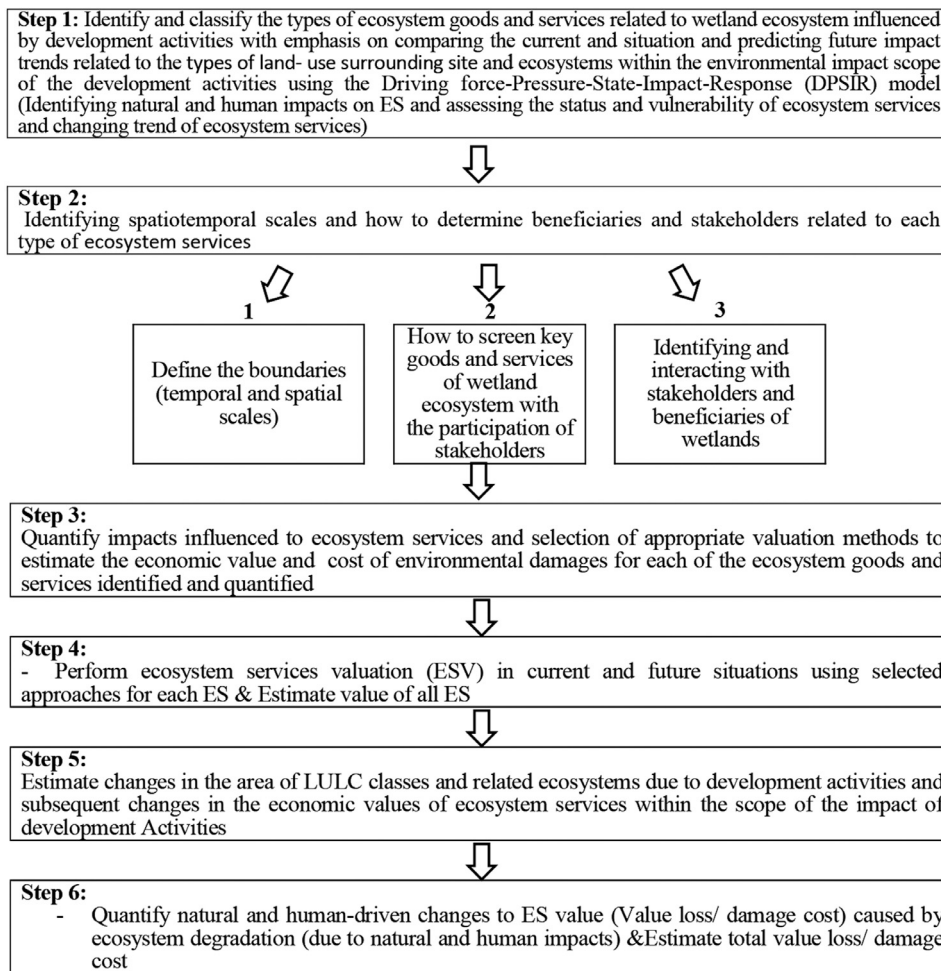 Step 1: Identify and classify the types of ecosystem goods and services related to wetland ecosystem influenced
by development activities with emphasis on comparing the current and situation and predicting future impact
trends related to the types of land- use surrounding site and ecosystems within the environmental impact scope
of the development activities using the Driving force-Pressure-State-Impact-Response (DPSIR) model
(Identifying natural and human impacts on ES and assessing the status and vulnerability of ecosystem services
and changing trend of ecosystem services)
Step 2:
Identifying spatiotemporal scales and how to determine beneficiaries and stakeholders related to each
type of ecosystem services
1
Define the boundaries
(temporal and spatial
scales)
2
How to screen key
goods and services
of wetland
ecosystem with
the participation of
stakeholders
3
Identifying and
interacting with
stakeholders and
beneficiaries of
wetlands
Step 3:
Quantify impacts influenced to ecosystem services and selection of appropriate valuation methods to
estimate the economic value and cost of environmental damages for each of the ecosystem goods and
services identified and quantified
Step 4:
- Perform ecosystem services valuation (ESV) in current and future situations using selected
approaches for each ES & Estimate value of all ES
Step 5:
Estimate changes in the area of LULC classes and related ecosystems due to development activities and
subsequent changes in the economic values of ecosystem services within the scope of the impact of
development Activities
Step 6:
- Quantify natural and human-driven changes to ES value (Value loss/ damage cost) caused by
ecosystem degradation (due to natural and human impacts) &Estimate total value loss/ damage
cost